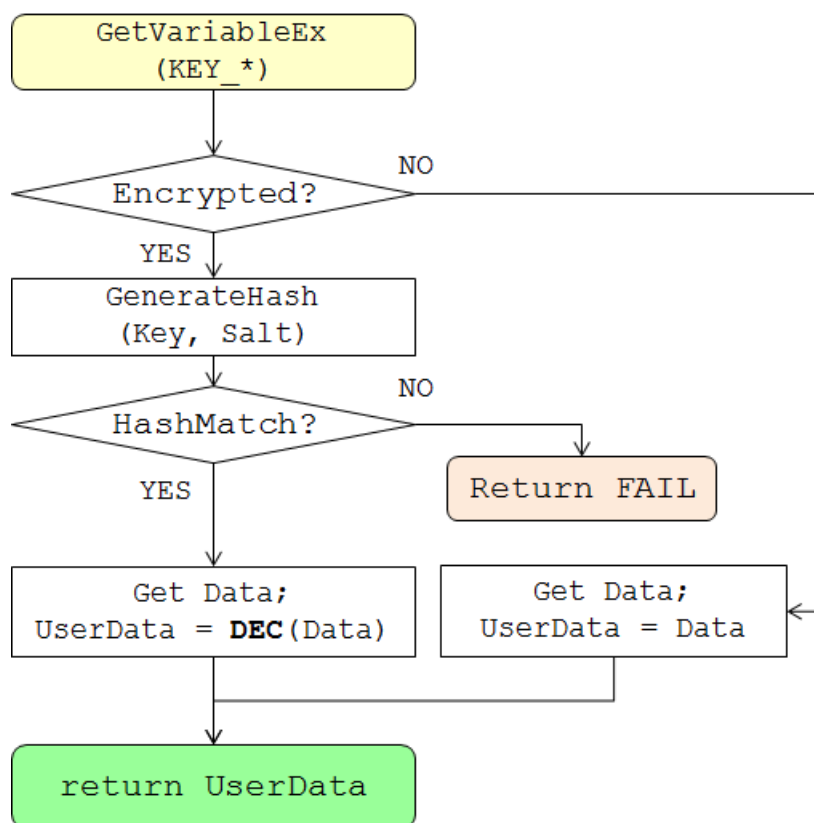 GetVariableEx
(KEY_*)
NO
Encrypted?
YES
GenerateHash
(Key, Salt)
NO
HashMatch?
YES
Return FAIL
Get Data;
UserData = DEC(Data)
Get Data;
UserData = Data
return UserData